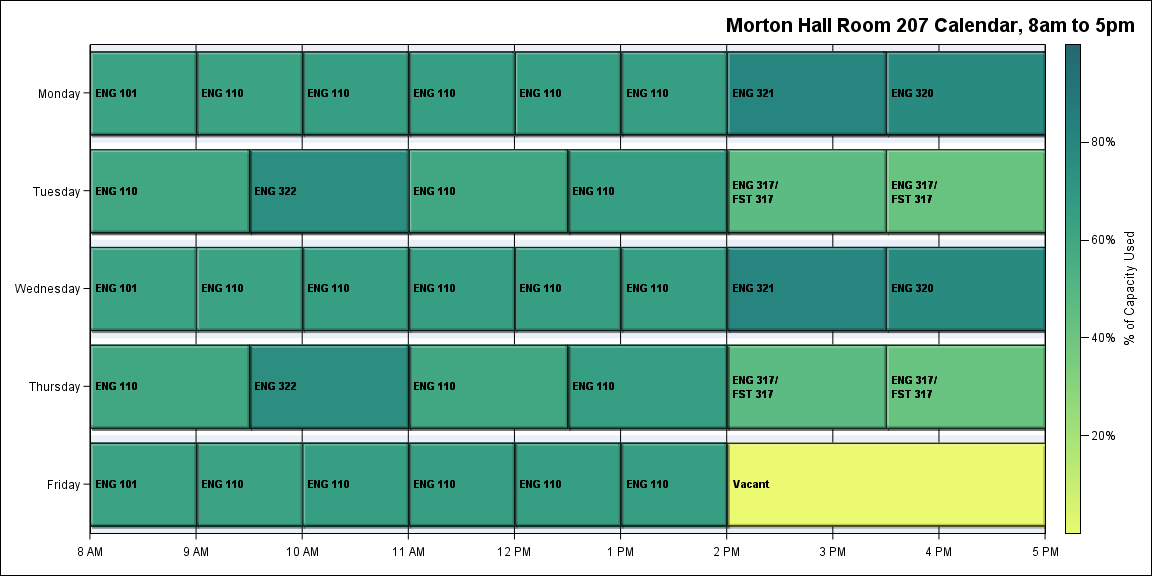 Morton Hall Room 207 Calendar, 8am to 5pm
Monday
ENG 101
ENG 110
ENG 110
ENG 110
ENG 110
ENG 110
ENG 321
ENG 320
Tuesday
ENG 110
ENG 322
ENG 110
ENG 110
ENG 317/
FST 317
ENG 317/
FST 317
Wednesday
ENG 101
ENG 110
ENG 110
ENG 110
ENG 110
ENG 110
ENG 321
ENG 320
Thursday
ENG 110
ENG 322
ENG 110
ENG 110
ENG 317/
FST 317
ENG 317/
FST 317
Friday
ENG 101
ENG 110
ENG 110
ENG 110
ENG 110
ENG 110
Vacant
8 AM
9 AM
10 AM
11 AM
12 PM
1 PM
2 PM
3 PM
4 PM
5 PM
80%
60%
40%
20%
% of Capacity Used